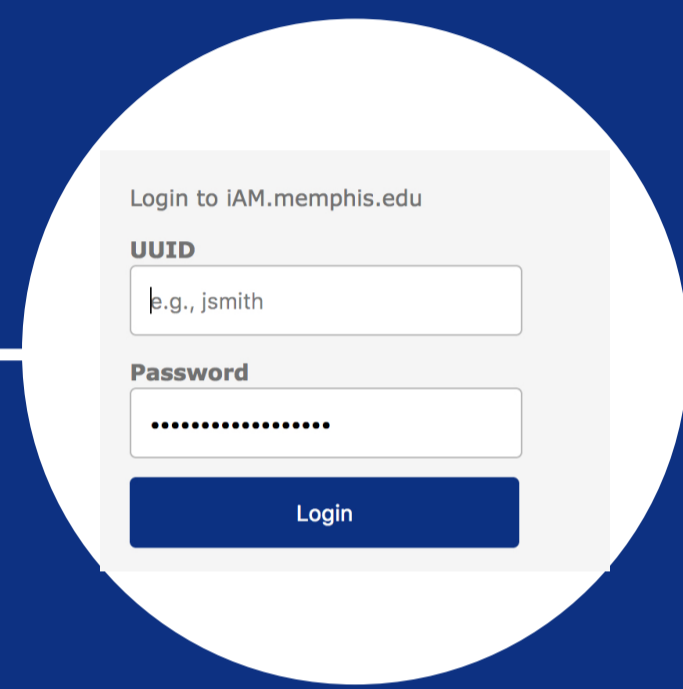 Login to iAM.memphis.edu
UUID
e.g., jsmith
Password
••••••••••••••••••
Login